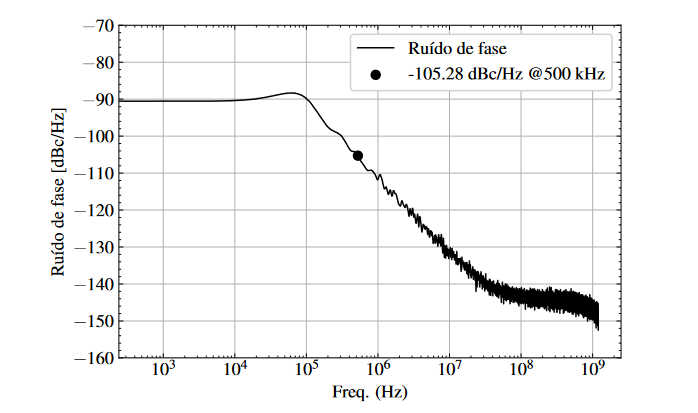 −70
−80
−90
−100
−110
−120
−130
−140
−150
−160
Ruído de fase [dBc/Hz]
Ruído de fase
-105.28 dBc/Hz @500 kHz
10³ 10⁴ 10⁵ 10⁶ 10⁷ 10⁸ 10⁹
Freq. (Hz)